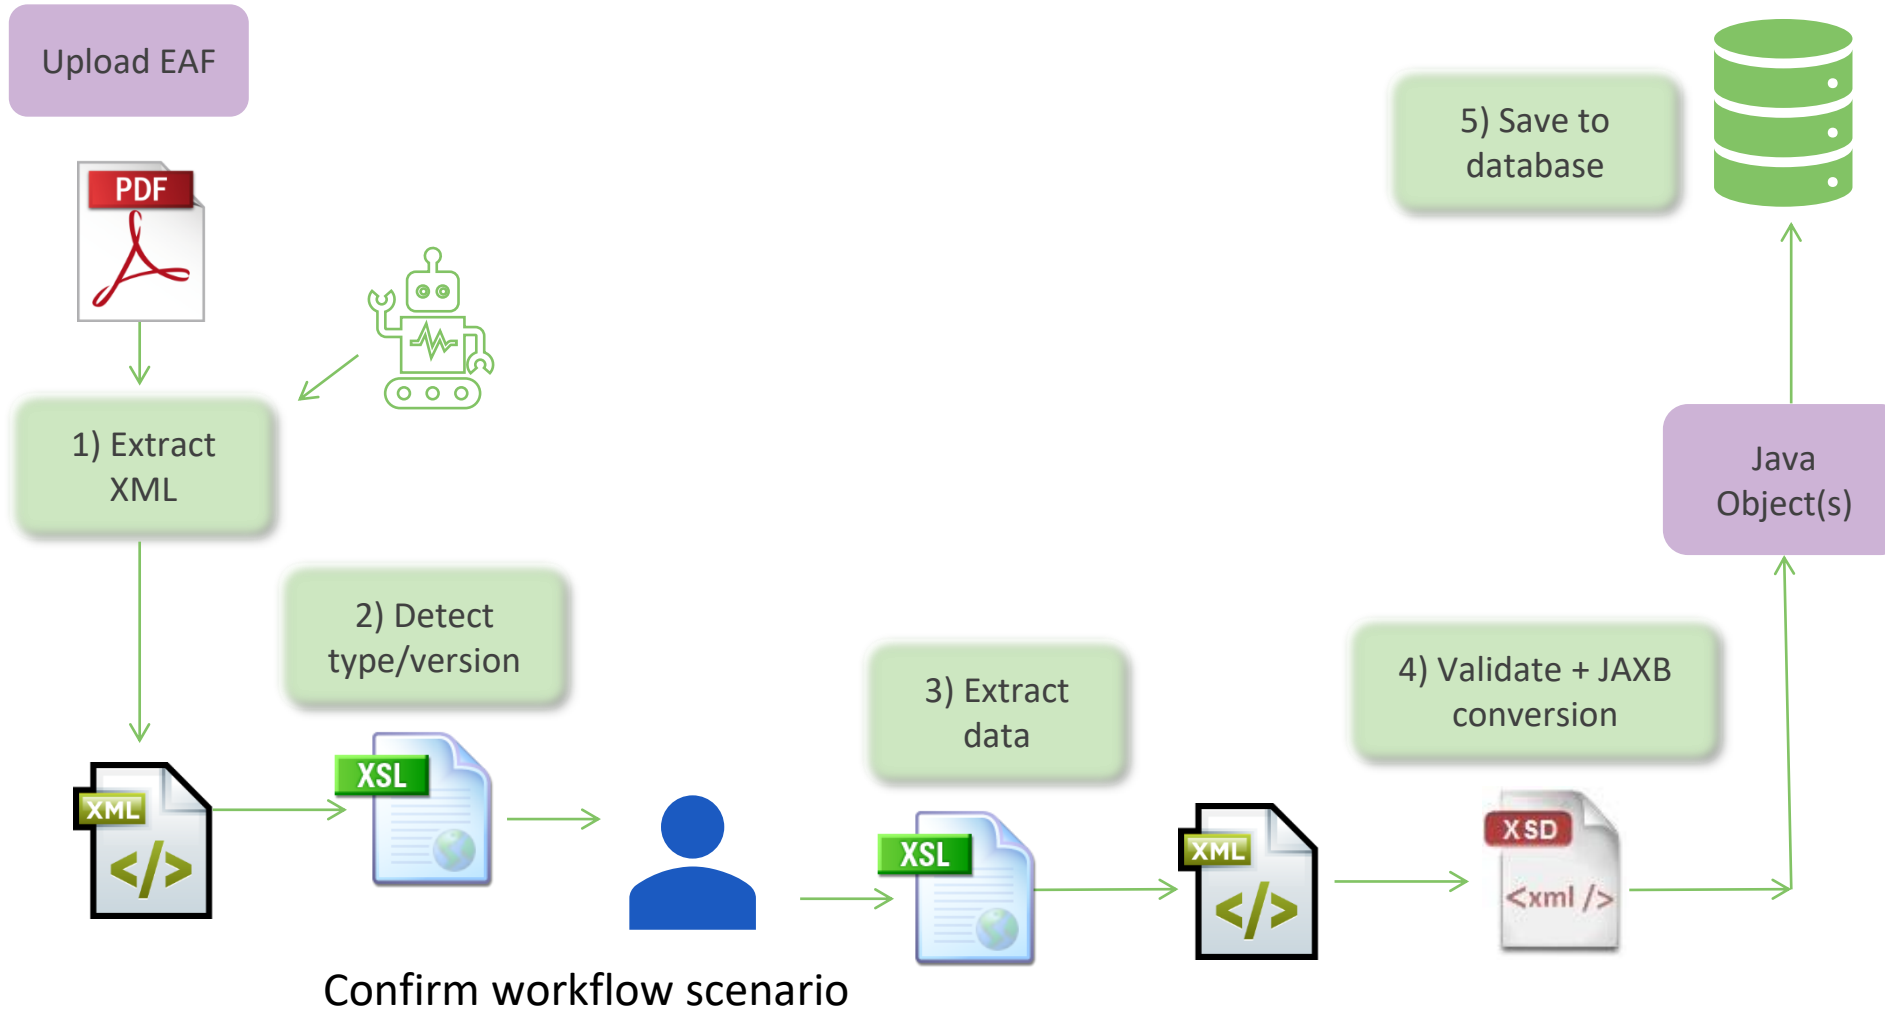 Upload EAF
PDF
1) Extract
XML
2) Detect
type/version
XML
</>
XSL
Confirm workflow scenario
3) Extract
data
XSL
XML
</>
4) Validate + JAXB
conversion
XSD
<xml />
Java
Object(s)
5) Save to
database